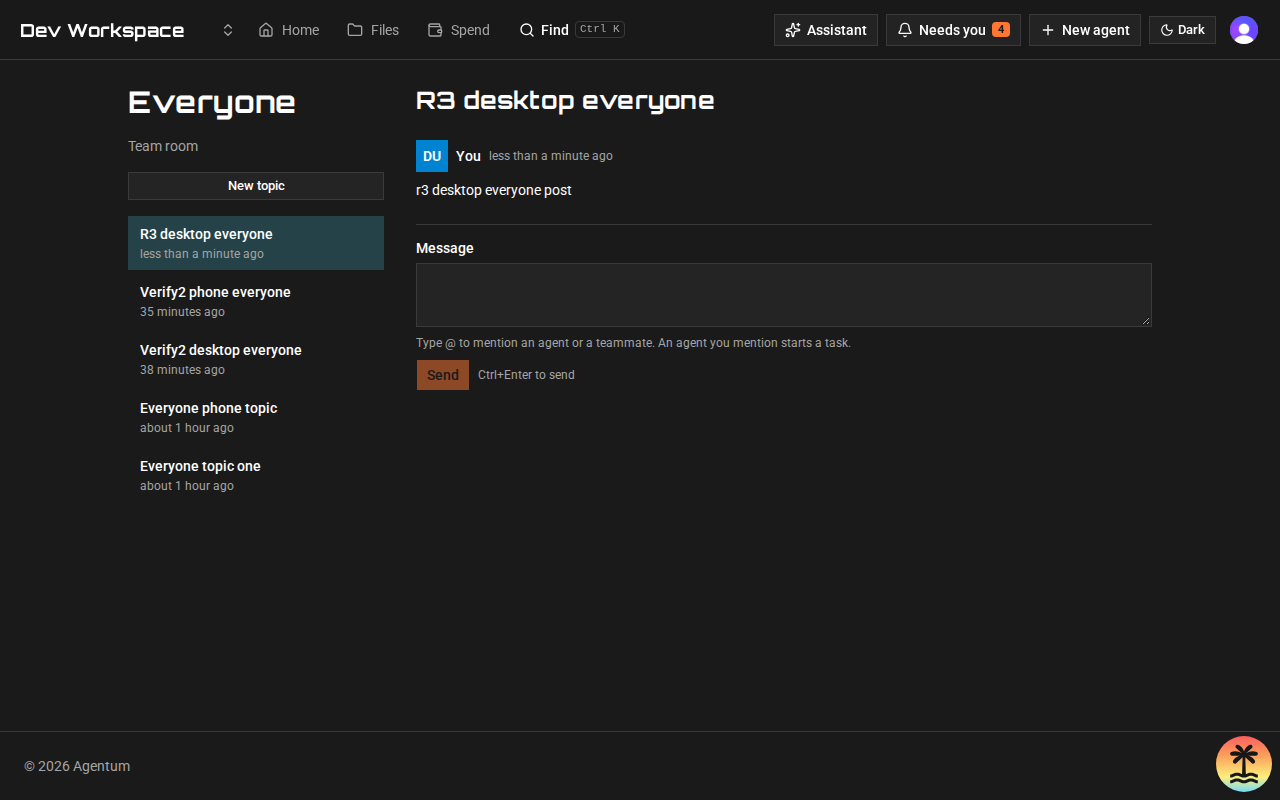 Dev Workspace
Home
Files
Spend
Find Ctrl K
Assistant
Needs you 4
New agent
Dark
Everyone
Team room
New topic
R3 desktop everyone
less than a minute ago
Verify2 phone everyone
35 minutes ago
Verify2 desktop everyone
38 minutes ago
Everyone phone topic
about 1 hour ago
Everyone topic one
about 1 hour ago
R3 desktop everyone
DU You less than a minute ago
r3 desktop everyone post
Message
Type @ to mention an agent or a teammate. An agent you mention starts a task.
Send Ctrl+Enter to send
© 2026 Agentum